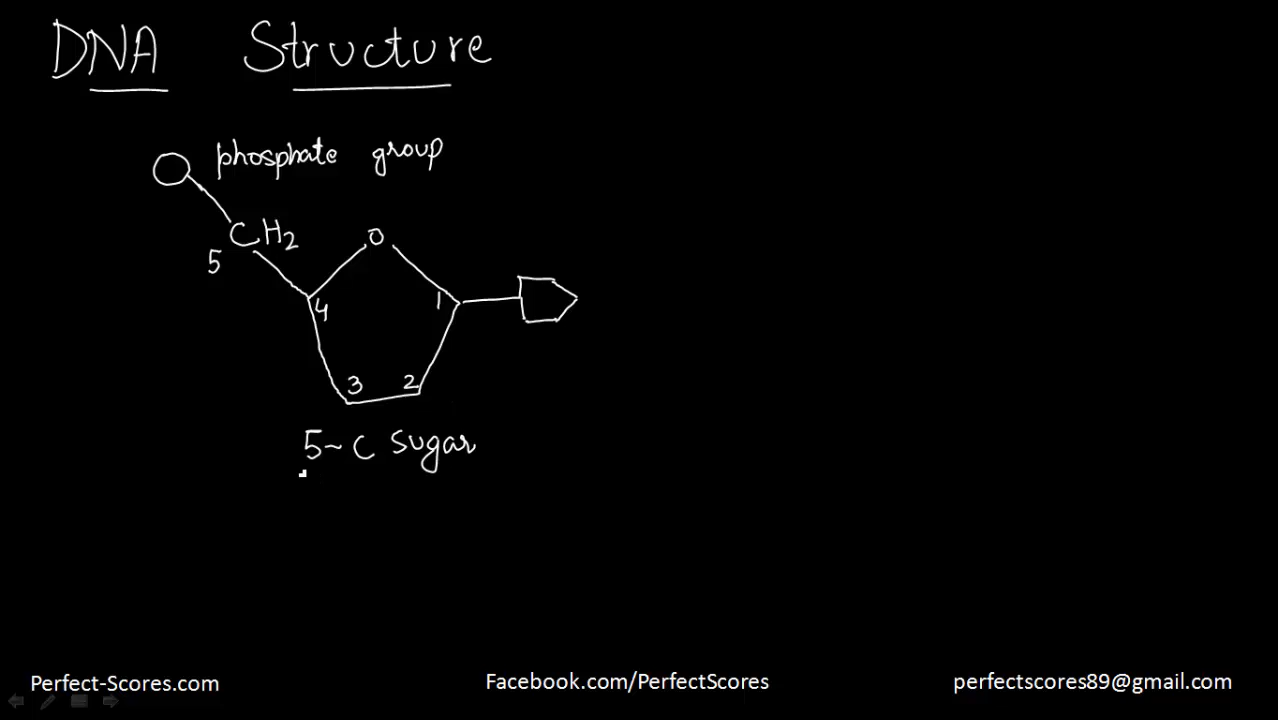 DNA Structure
phosphate group
CH2
5
O
4
1
3
2
5-C sugar
Perfect-Scores.com
Facebook.com/PerfectScores
perfectscores89@gmail.com